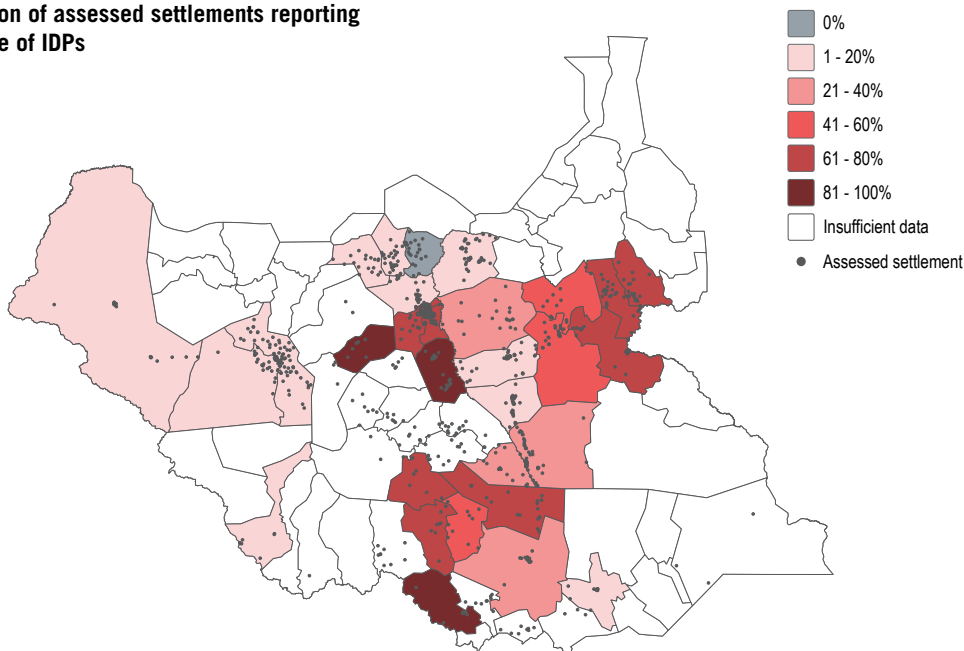 of assessed settlements reporting
of IDPs
0%
1 - 20%
21 - 40%
41 - 60%
61 - 80%
81 - 100%
Insufficient data
Assessed settlement